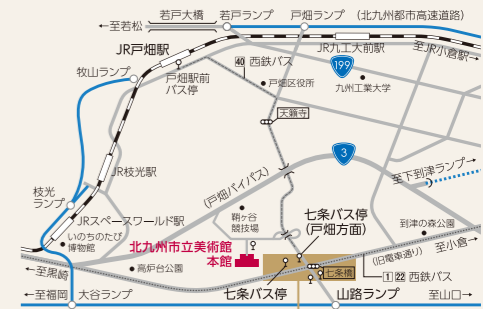 ←至若松
若戸大橋
若戸ランプ
戸畑ランプ
(北九州都市高速道路)
JR戸畑駅
JR九工大前駅
至JR小倉駅→
牧山ランプ
戸畑駅前
バス停
40 西鉄バス
199
戸畑区役所
九州工業大学
天籟寺
3
JR枝光駅
(戸畑バイパス)
至下到津ランプ→
枝光
ランプ
JRスペースワールド駅
いのちのたび
博物館
鞘ヶ谷
競技場
七条バス停
(戸畑方面)
到津の森公園
北九州市立美術館
本館
至小倉→
(旧電車通り)
←至黒崎
高炉台公園
七条橋
1 22 西鉄バス
←至福岡
大谷ランプ
七条バス停
山路ランプ
至山口→